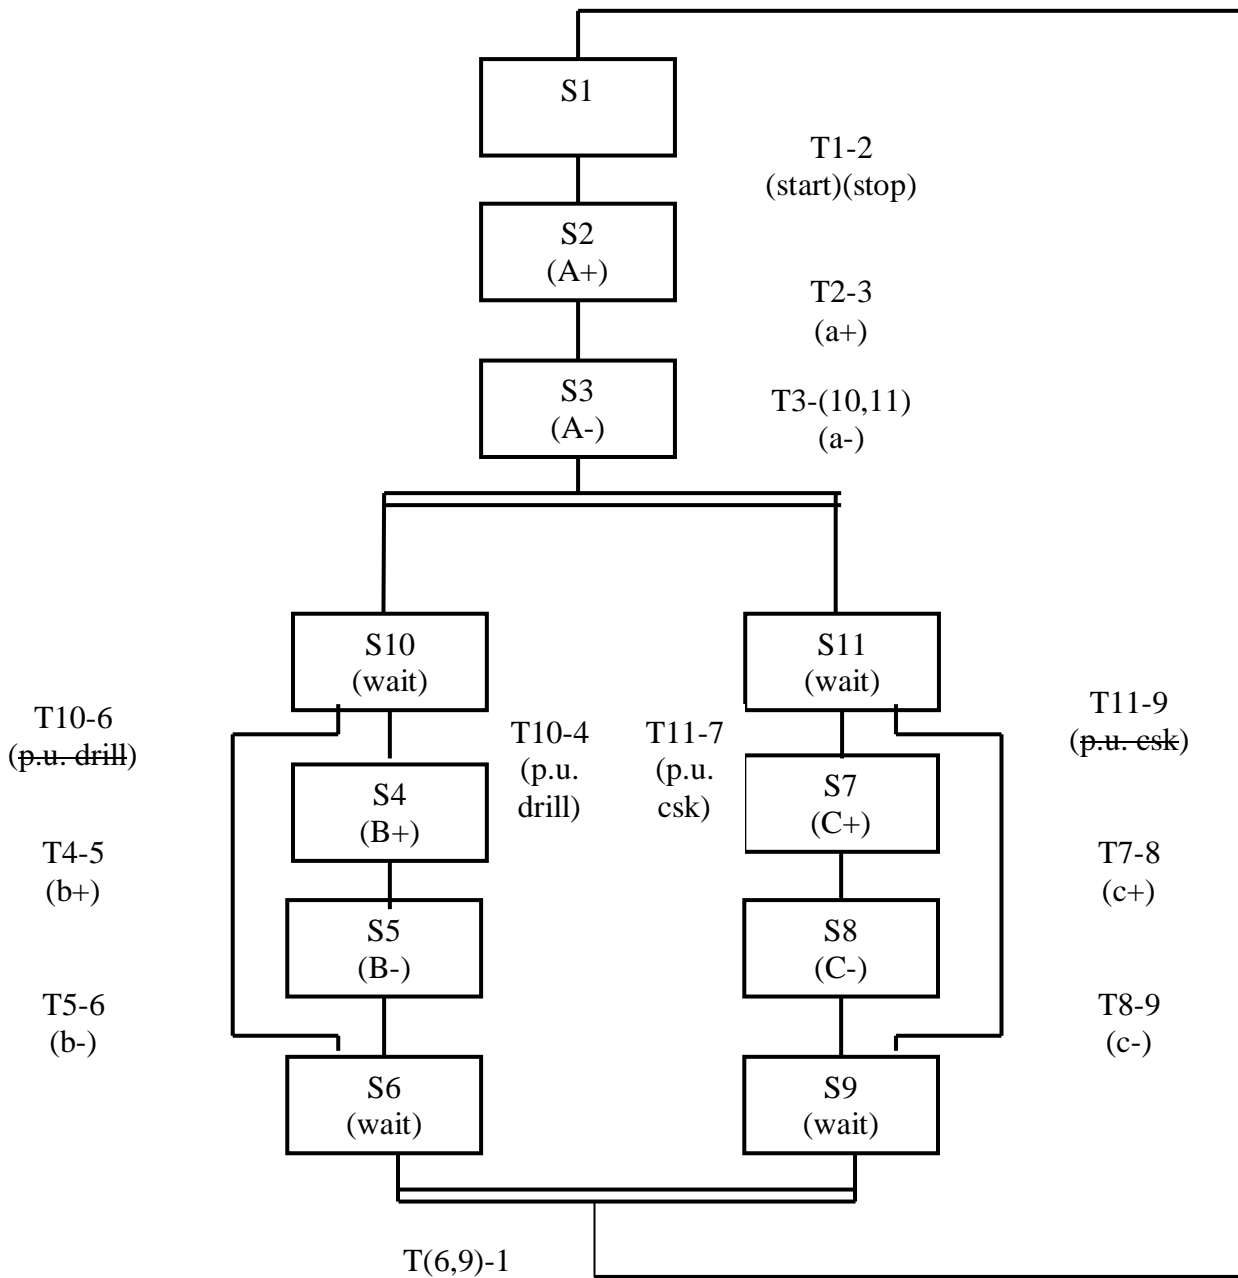 S1
T1-2
(start)(stop)
S2
(A+)
T2-3
(a+)
S3
(A-)
T3-(10,11)
(a-)
S10
(wait)
S11
(wait)
T10-6
(p.u. drill)
T10-4
(p.u.
drill)
T11-7
(p.u.
csk)
T11-9
(p.u. csk)
S4
(B+)
S7
(C+)
T4-5
(b+)
T7-8
(c+)
S5
(B-)
S8
(C-)
T5-6
(b-)
T8-9
(c-)
S6
(wait)
S9
(wait)
T(6,9)-1